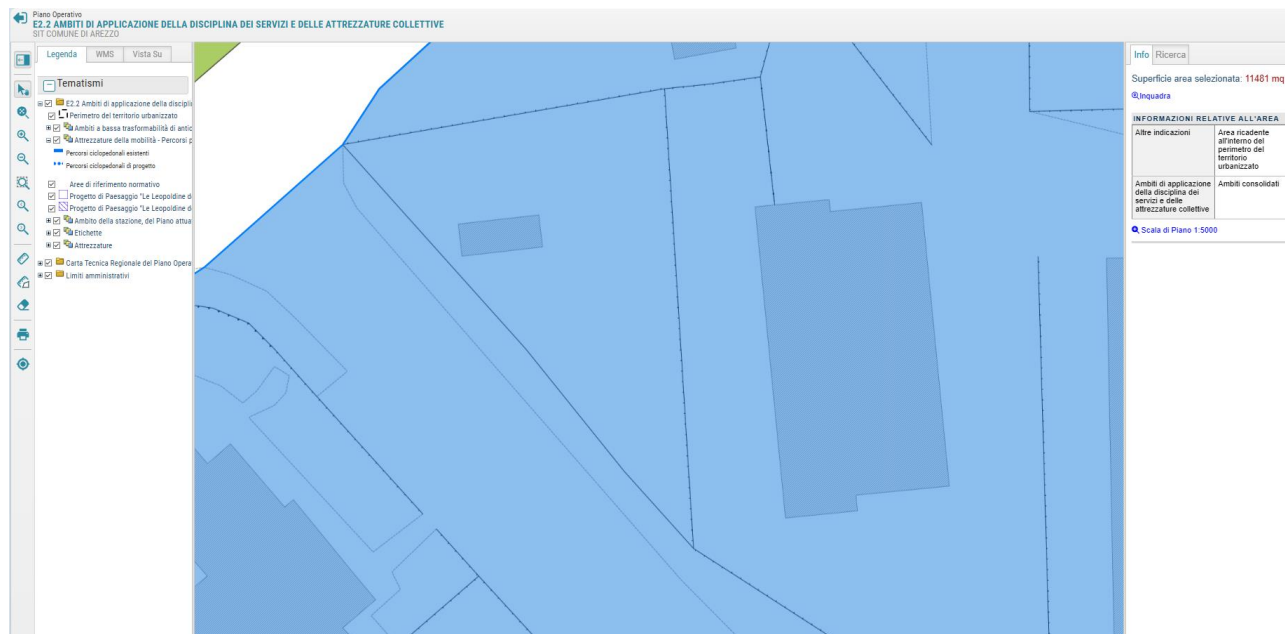 Piano Operativo
E2.2 AMBITI DI APPLICAZIONE DELLA DISCIPLINA DEI SERVIZI E DELLE ATTREZZATURE COLLETTIVE
SIT COMUNE DI AREZZO
Legenda
WMS
Vista Su
Tematismi
E2.2 Ambiti di applicazione della discipli
Perimetro del territorio urbanizzato
Ambiti a bassa trasformabilità di antic
Attrezzature della mobilità - Percorsi p
Percorsi ciclopedonali esistenti
Percorsi ciclopedonali di progetto
Aree di riferimento normativo
Progetto di Paesaggio "Le Leopoldine d
Progetto di Paesaggio "Le Leopoldine d
Ambito della stazione, del Piano attua
Etichette
Attrezzature
Carta Tecnica Regionale del Piano Opera
Limiti amministrativi
Info
Ricerca
Superficie area selezionata: 11481 mq
Inquadra
INFORMAZIONI RELATIVE ALL'AREA
Altre indicazioni
Area ricadente
all'interno del
perimetro del
territorio
urbanizzato
Ambiti di applicazione
della disciplina dei
servizi e delle
attrezzature collettive
Ambiti consolidati
Scala di Piano 1:5000